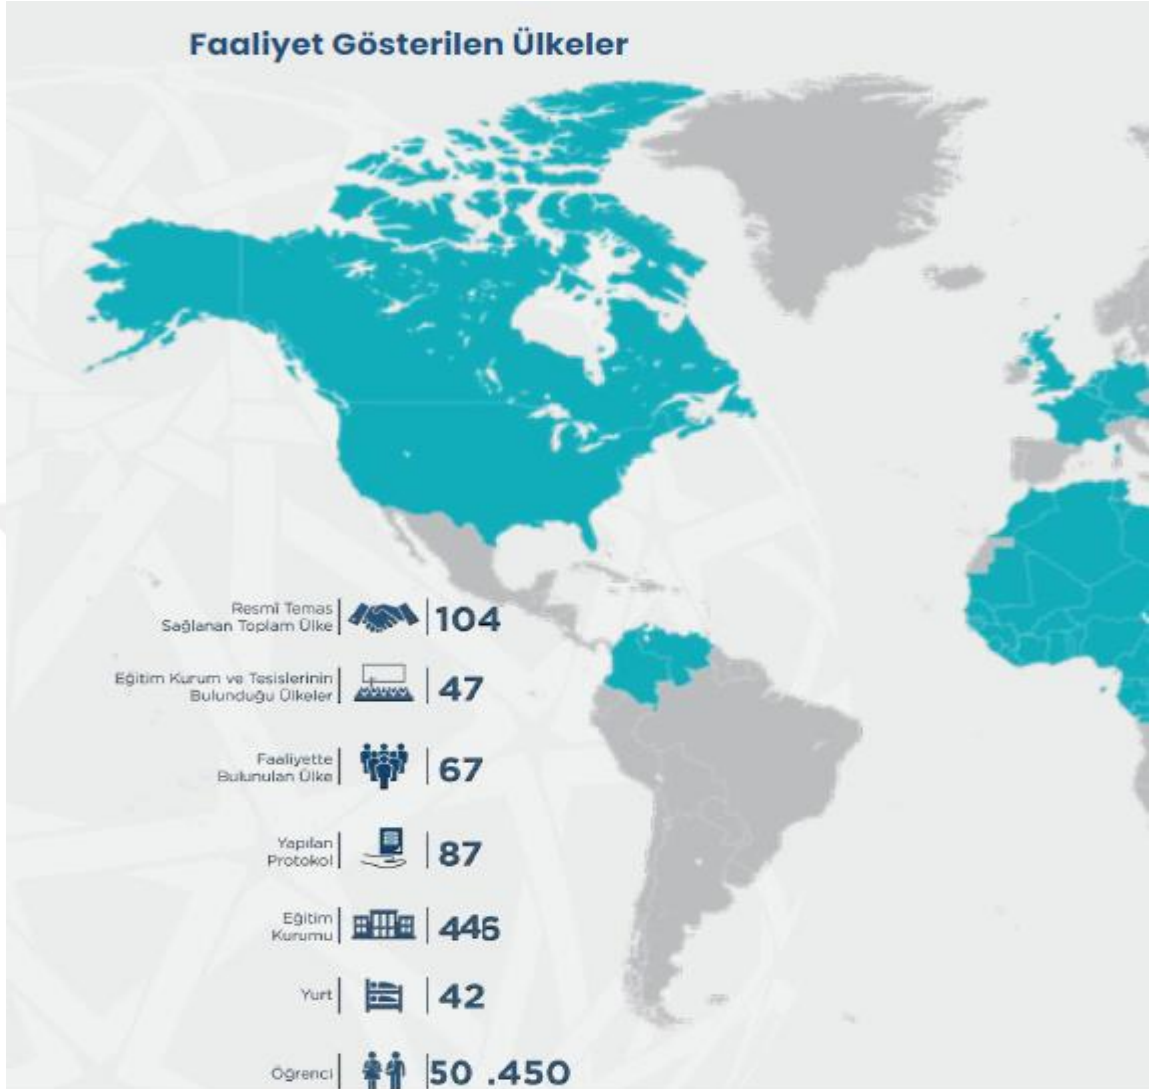 Faaliyet Gösterilen Ülkeler
Resmî Temas
Sağlanan Toplam Ülke
104
Eğitim Kurum ve Tesislerinin
Bulunduğu Ülkeler
47
Faaliyette
Bulunulan Ülke
67
Yapılan
Protokol
87
Eğitim
Kurumu
446
Yurt
42
Öğrenci
50 .450